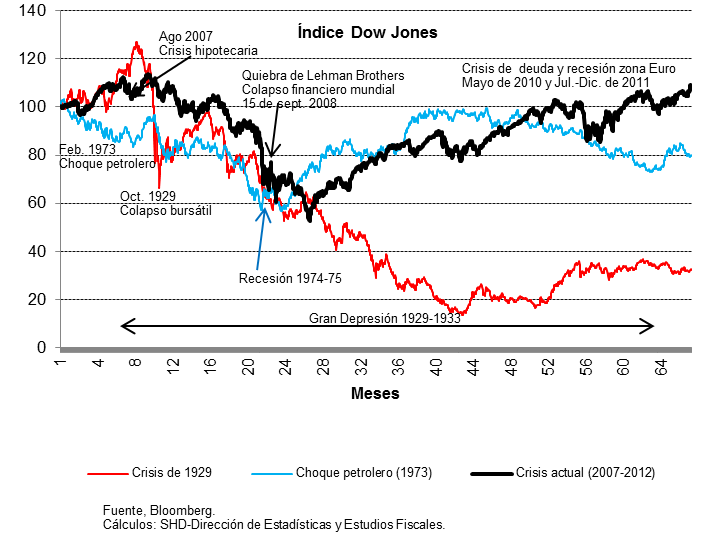 Índice Dow Jones
140
120
100
80
60
40
20
0
Ago 2007
Crisis hipotecaria
Quiebra de Lehman Brothers
Colapso financiero mundial
15 de sept. 2008
Crisis de deuda y recesión zona Euro
Mayo de 2010 y Jul.-Dic. de 2011
Feb. 1973
Choque petrolero
Oct. 1929
Colapso bursátil
Recesión 1974-75
Gran Depresión 1929-1933
1 4 8 12 16 20 24 28 32 36 40 44 48 52 56 60 64
Meses
Crisis de 1929 Choque petrolero (1973) Crisis actual (2007-2012)
Fuente, Bloomberg.
Cálculos: SHD-Dirección de Estadísticas y Estudios Fiscales.